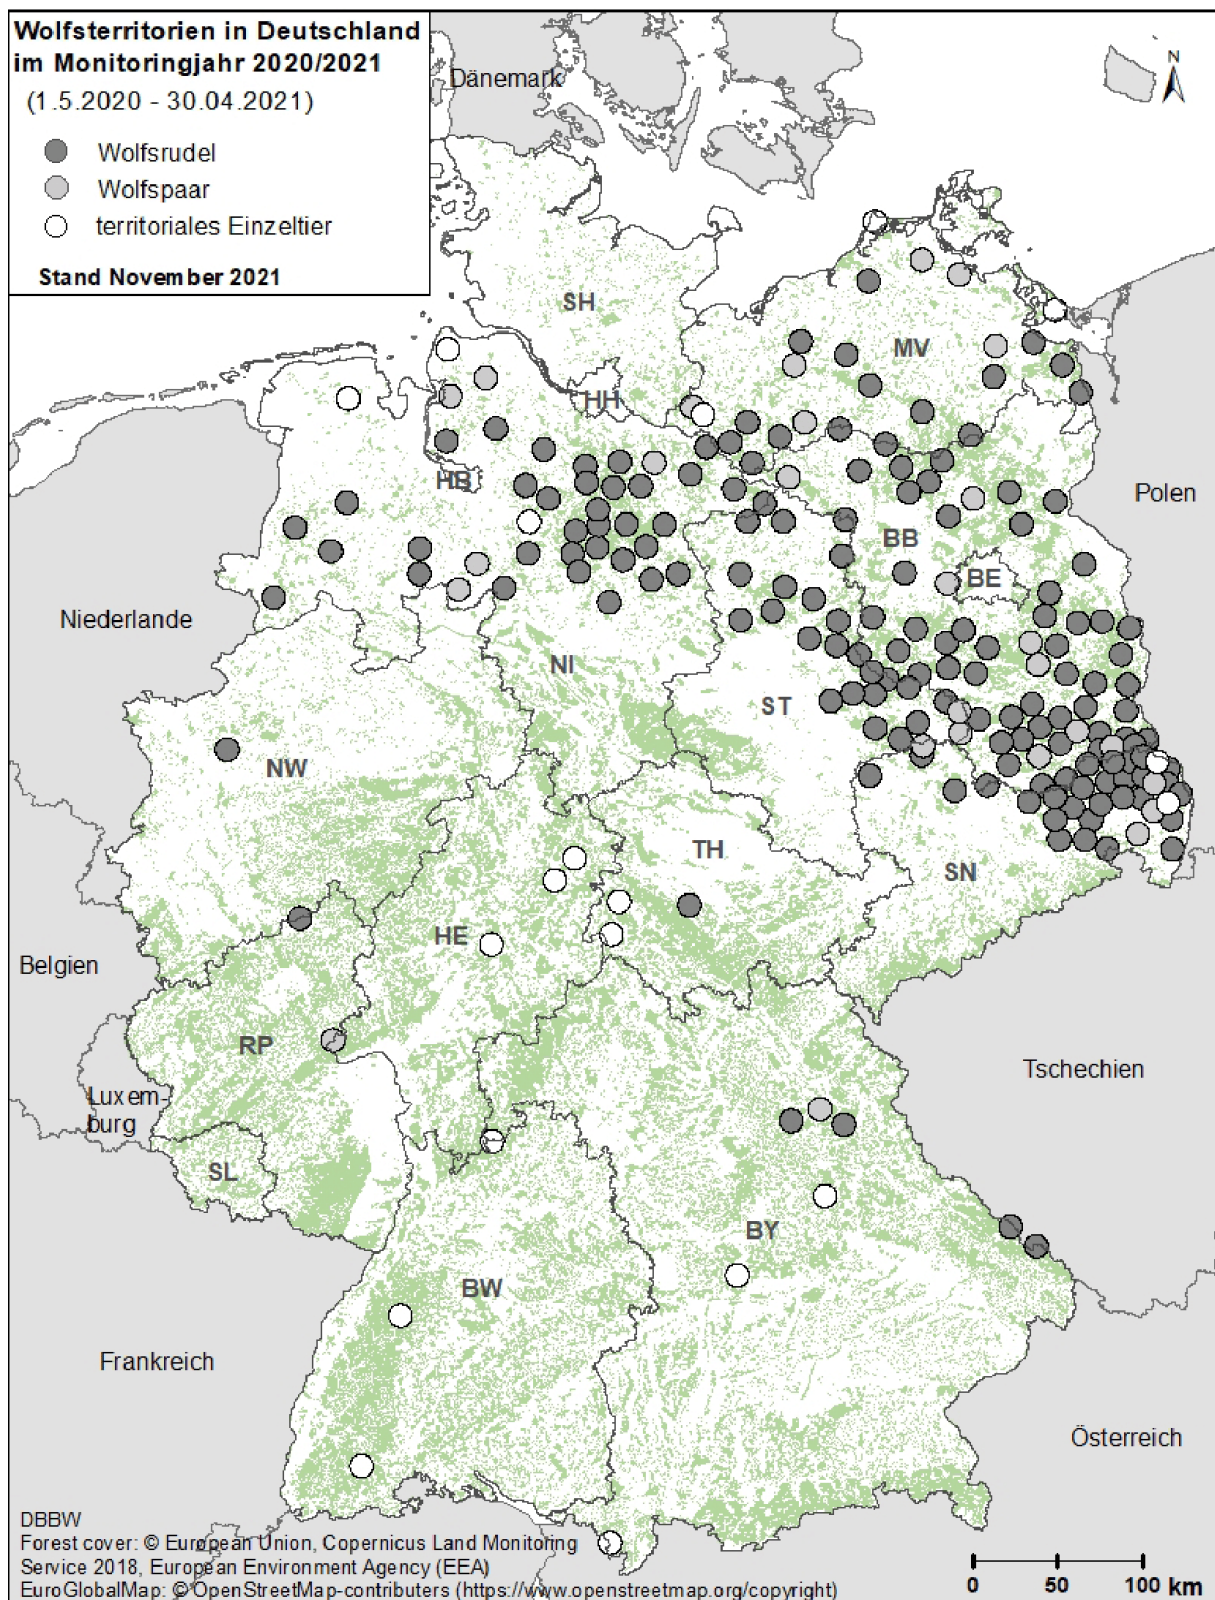 Wolfsterritorien in Deutschland
im Monitoringjahr 2020/2021
(1.5.2020 - 30.04.2021)
Wolfsrudel
Wolfspaar
territoriales Einzeltier
Stand November 2021
Dänemark
N
SH
MV
HH
HB
Polen
BB
BE
Niederlande
NI
ST
NW
TH
SN
HE
Belgien
RP
Tschechien
Luxem-
burg
SL
BY
BW
Frankreich
Österreich
DBBW
Forest cover: © European Union, Copernicus Land Monitoring
Service 2018, European Environment Agency (EEA)
EuroGlobalMap: © OpenStreetMap-contributors (https://www.openstreetmap.org/copyright)
0 50 100 km